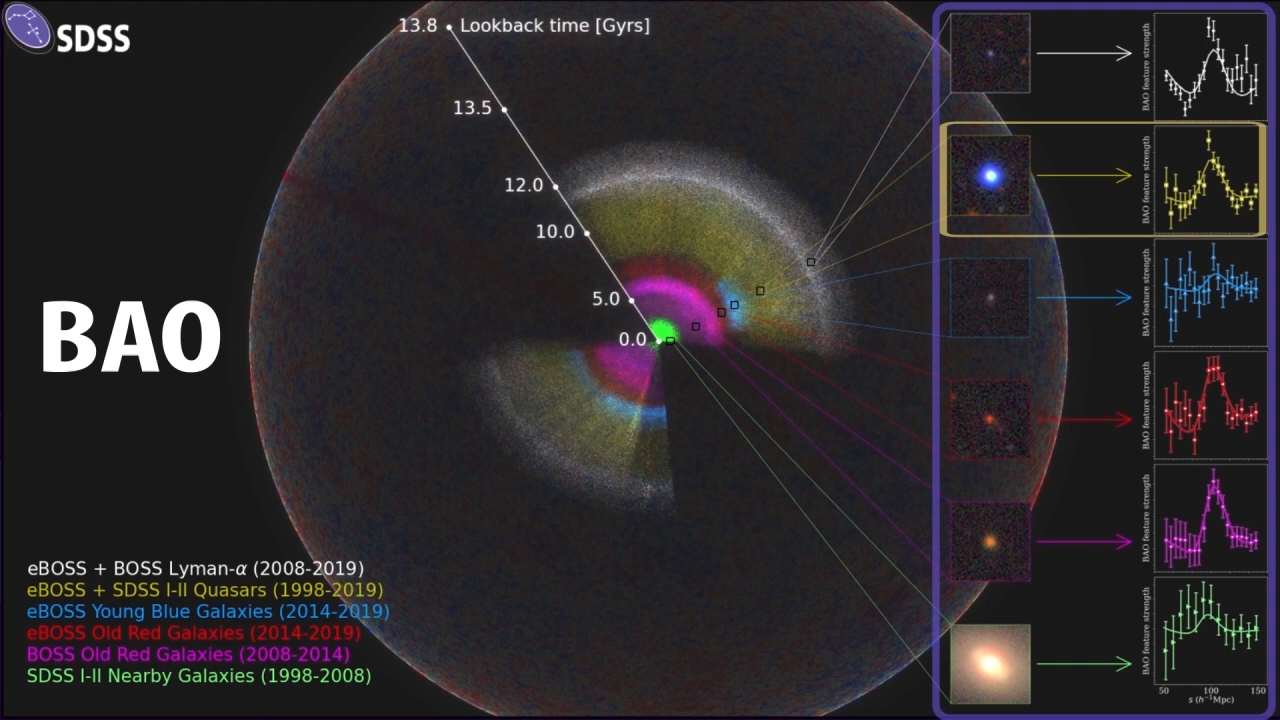 SDSS
13.8 Lookback time [Gyrs]
13.5
12.0
10.0
5.0
0.0
BAO
eBOSS + BOSS Lyman-α (2008-2019)
eBOSS + SDSS I-II Quasars (1998-2019)
eBOSS Young Blue Galaxies (2014-2019)
eBOSS Old Red Galaxies (2014-2019)
BOSS Old Red Galaxies (2008-2014)
SDSS I-II Nearby Galaxies (1998-2008)
BAO feature strength
BAO feature strength
BAO feature strength
BAO feature strength
BAO feature strength
BAO feature strength
50 100 150
s (h⁻¹Mpc)